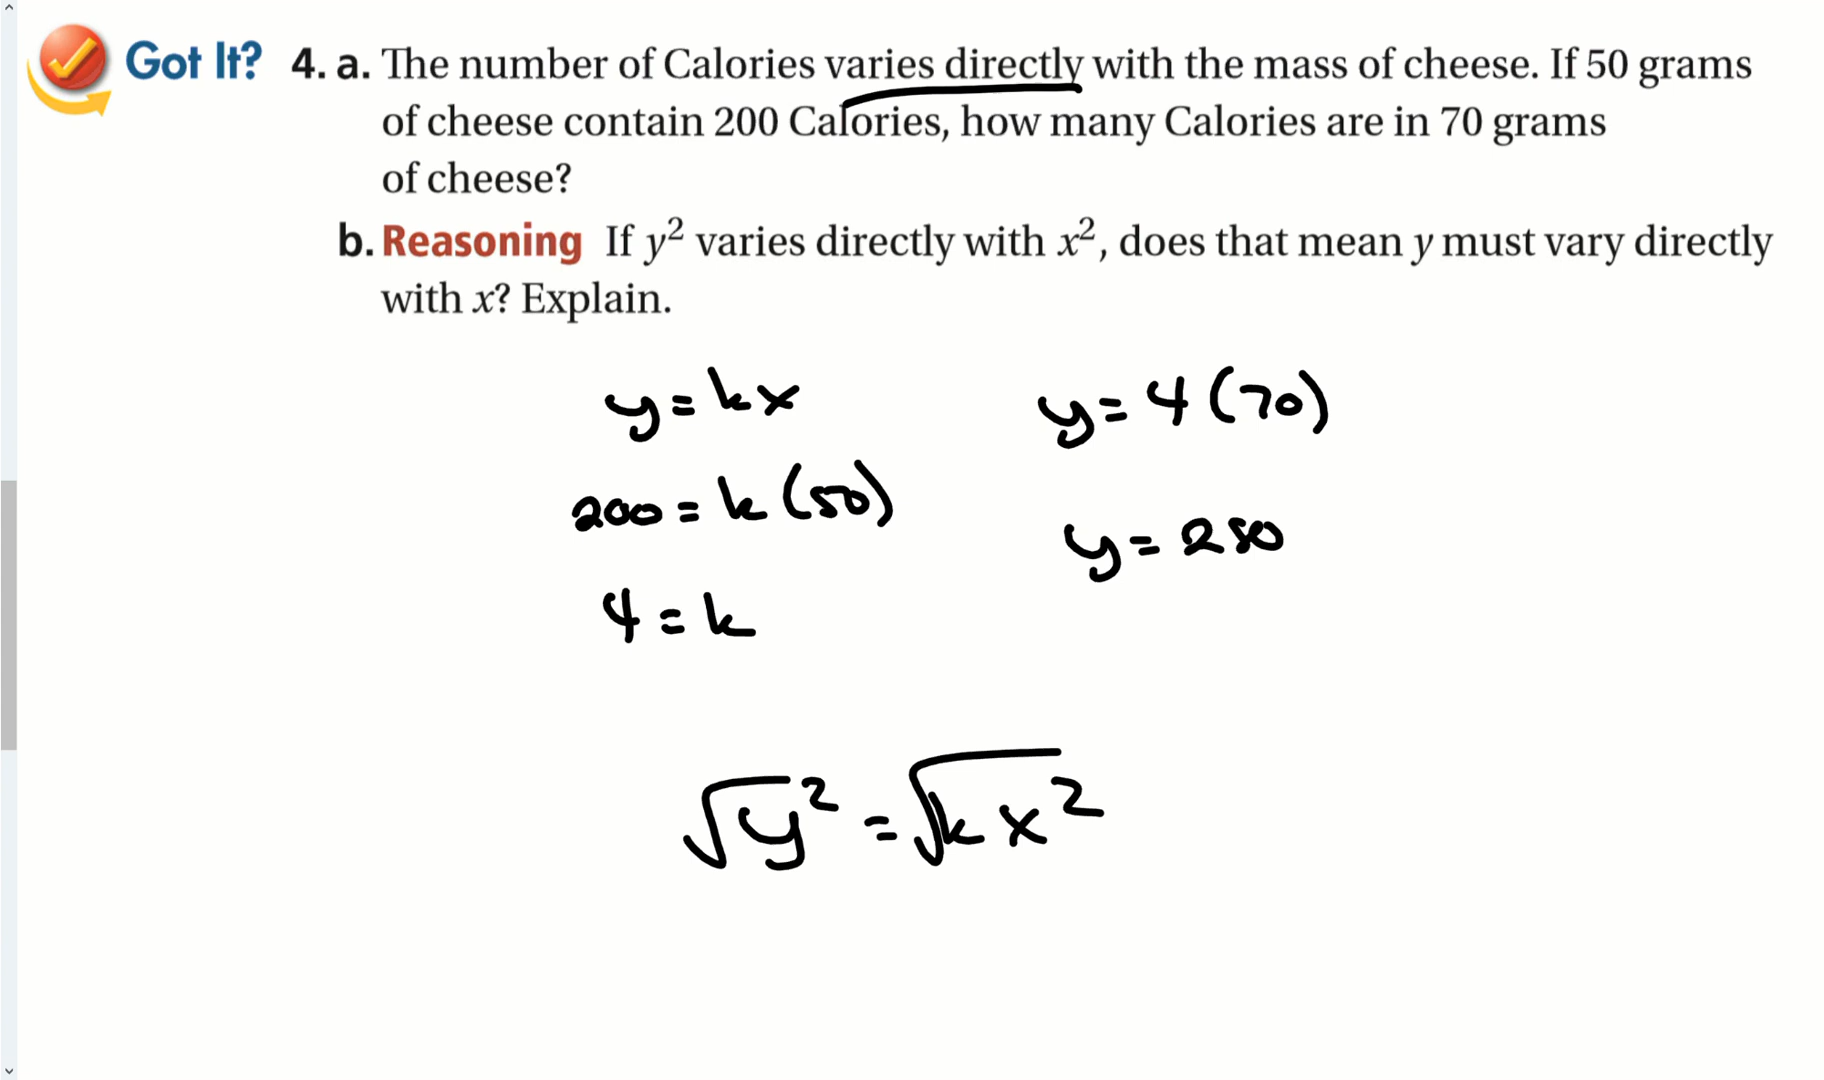 Got It? 4. a. The number of Calories varies directly with the mass of cheese. If 50 grams
of cheese contain 200 Calories, how many Calories are in 70 grams
of cheese?
b. Reasoning If y² varies directly with x², does that mean y must vary directly
with x? Explain.
y = kx
200 = k (50)
4 = k
y = 4 (70)
y = 280
√y² = √kx²